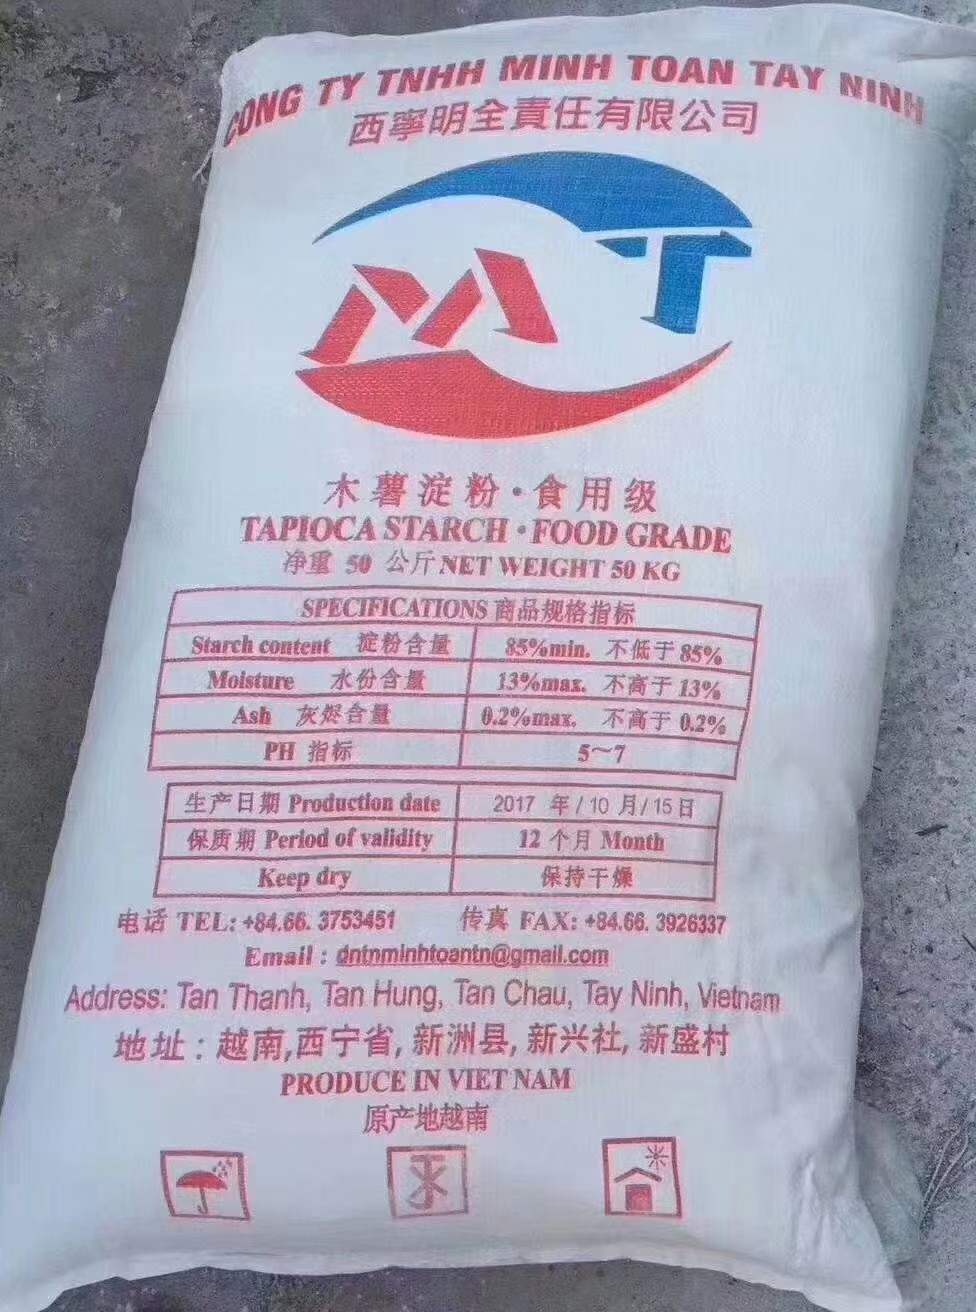 CONG TY TNHH MINH TOAN TAY NINH
西寧明全責任有限公司
MT
木薯淀粉·食用级
TAPIOCA STARCH·FOOD GRADE
净重 50 公斤 NET WEIGHT 50 KG
SPECIFICATIONS 商品规格指标
Starch content 淀粉含量 85%min. 不低于 85%
Moisture 水份含量 13%max. 不高于 13%
Ash 灰烬含量 0.2%max. 不高于 0.2%
PH 指标 5～7
生产日期 Production date 2017 年/10 月/15日
保质期 Period of validity 12 个月 Month
Keep dry 保持干燥
电话 TEL: +84.66. 3753451 传真 FAX: +84.66. 3926337
Email : dntnminhtoantn@gmail.com
Address: Tan Thanh, Tan Hung, Tan Chau, Tay Ninh, Vietnam
地址：越南,西宁省, 新洲县, 新兴社, 新盛村
PRODUCE IN VIET NAM
原产地越南